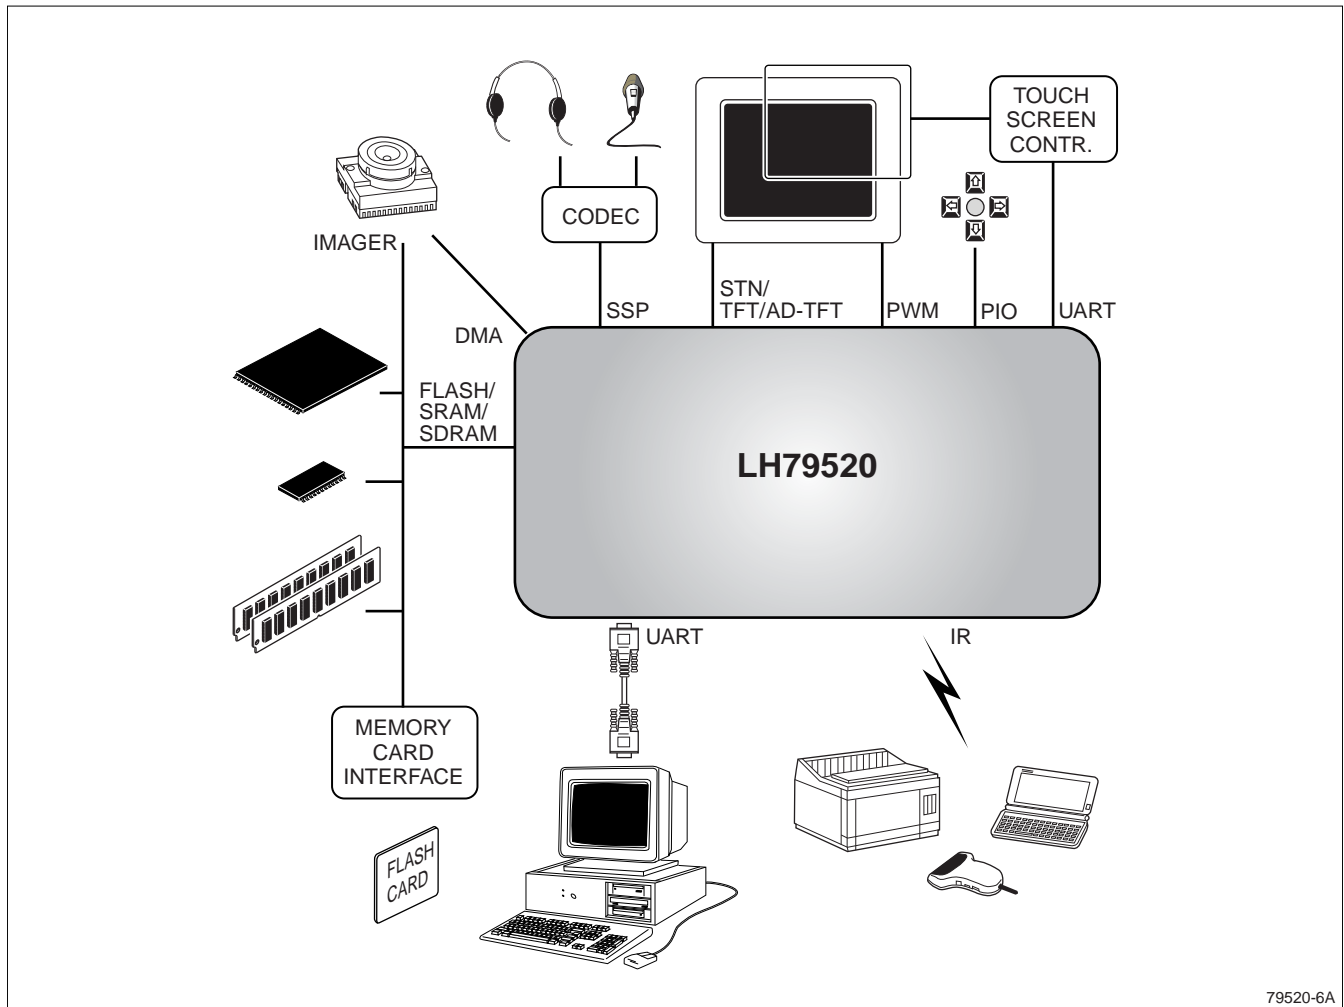 TOUCH
SCREEN
CONTR.
CODEC
IMAGER
STN/
TFT/AD-TFT
SSP
PWM
PIO
UART
DMA
FLASH/
SRAM/
SDRAM
LH79520
UART
IR
MEMORY
CARD
INTERFACE
FLASH
CARD
79520-6A